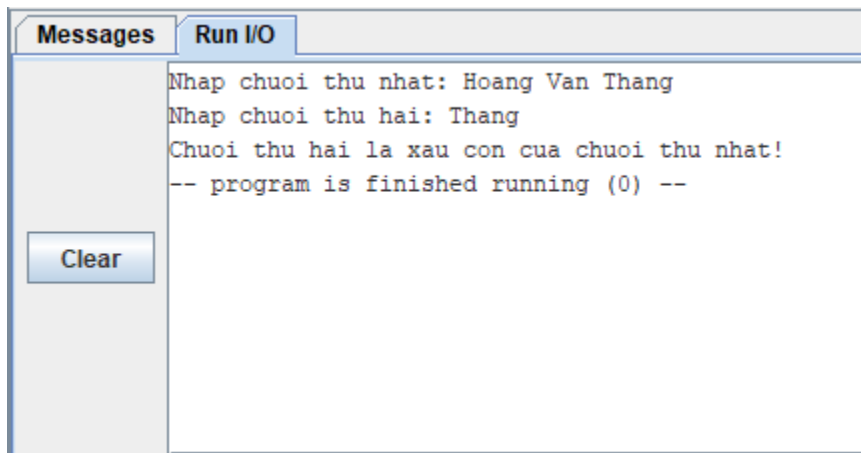 Messages Run I/O
Nhap chuoi thu nhat: Hoang Van Thang
Nhap chuoi thu hai: Thang
Chuoi thu hai la xau con cua chuoi thu nhat!
-- program is finished running (0) --
Clear